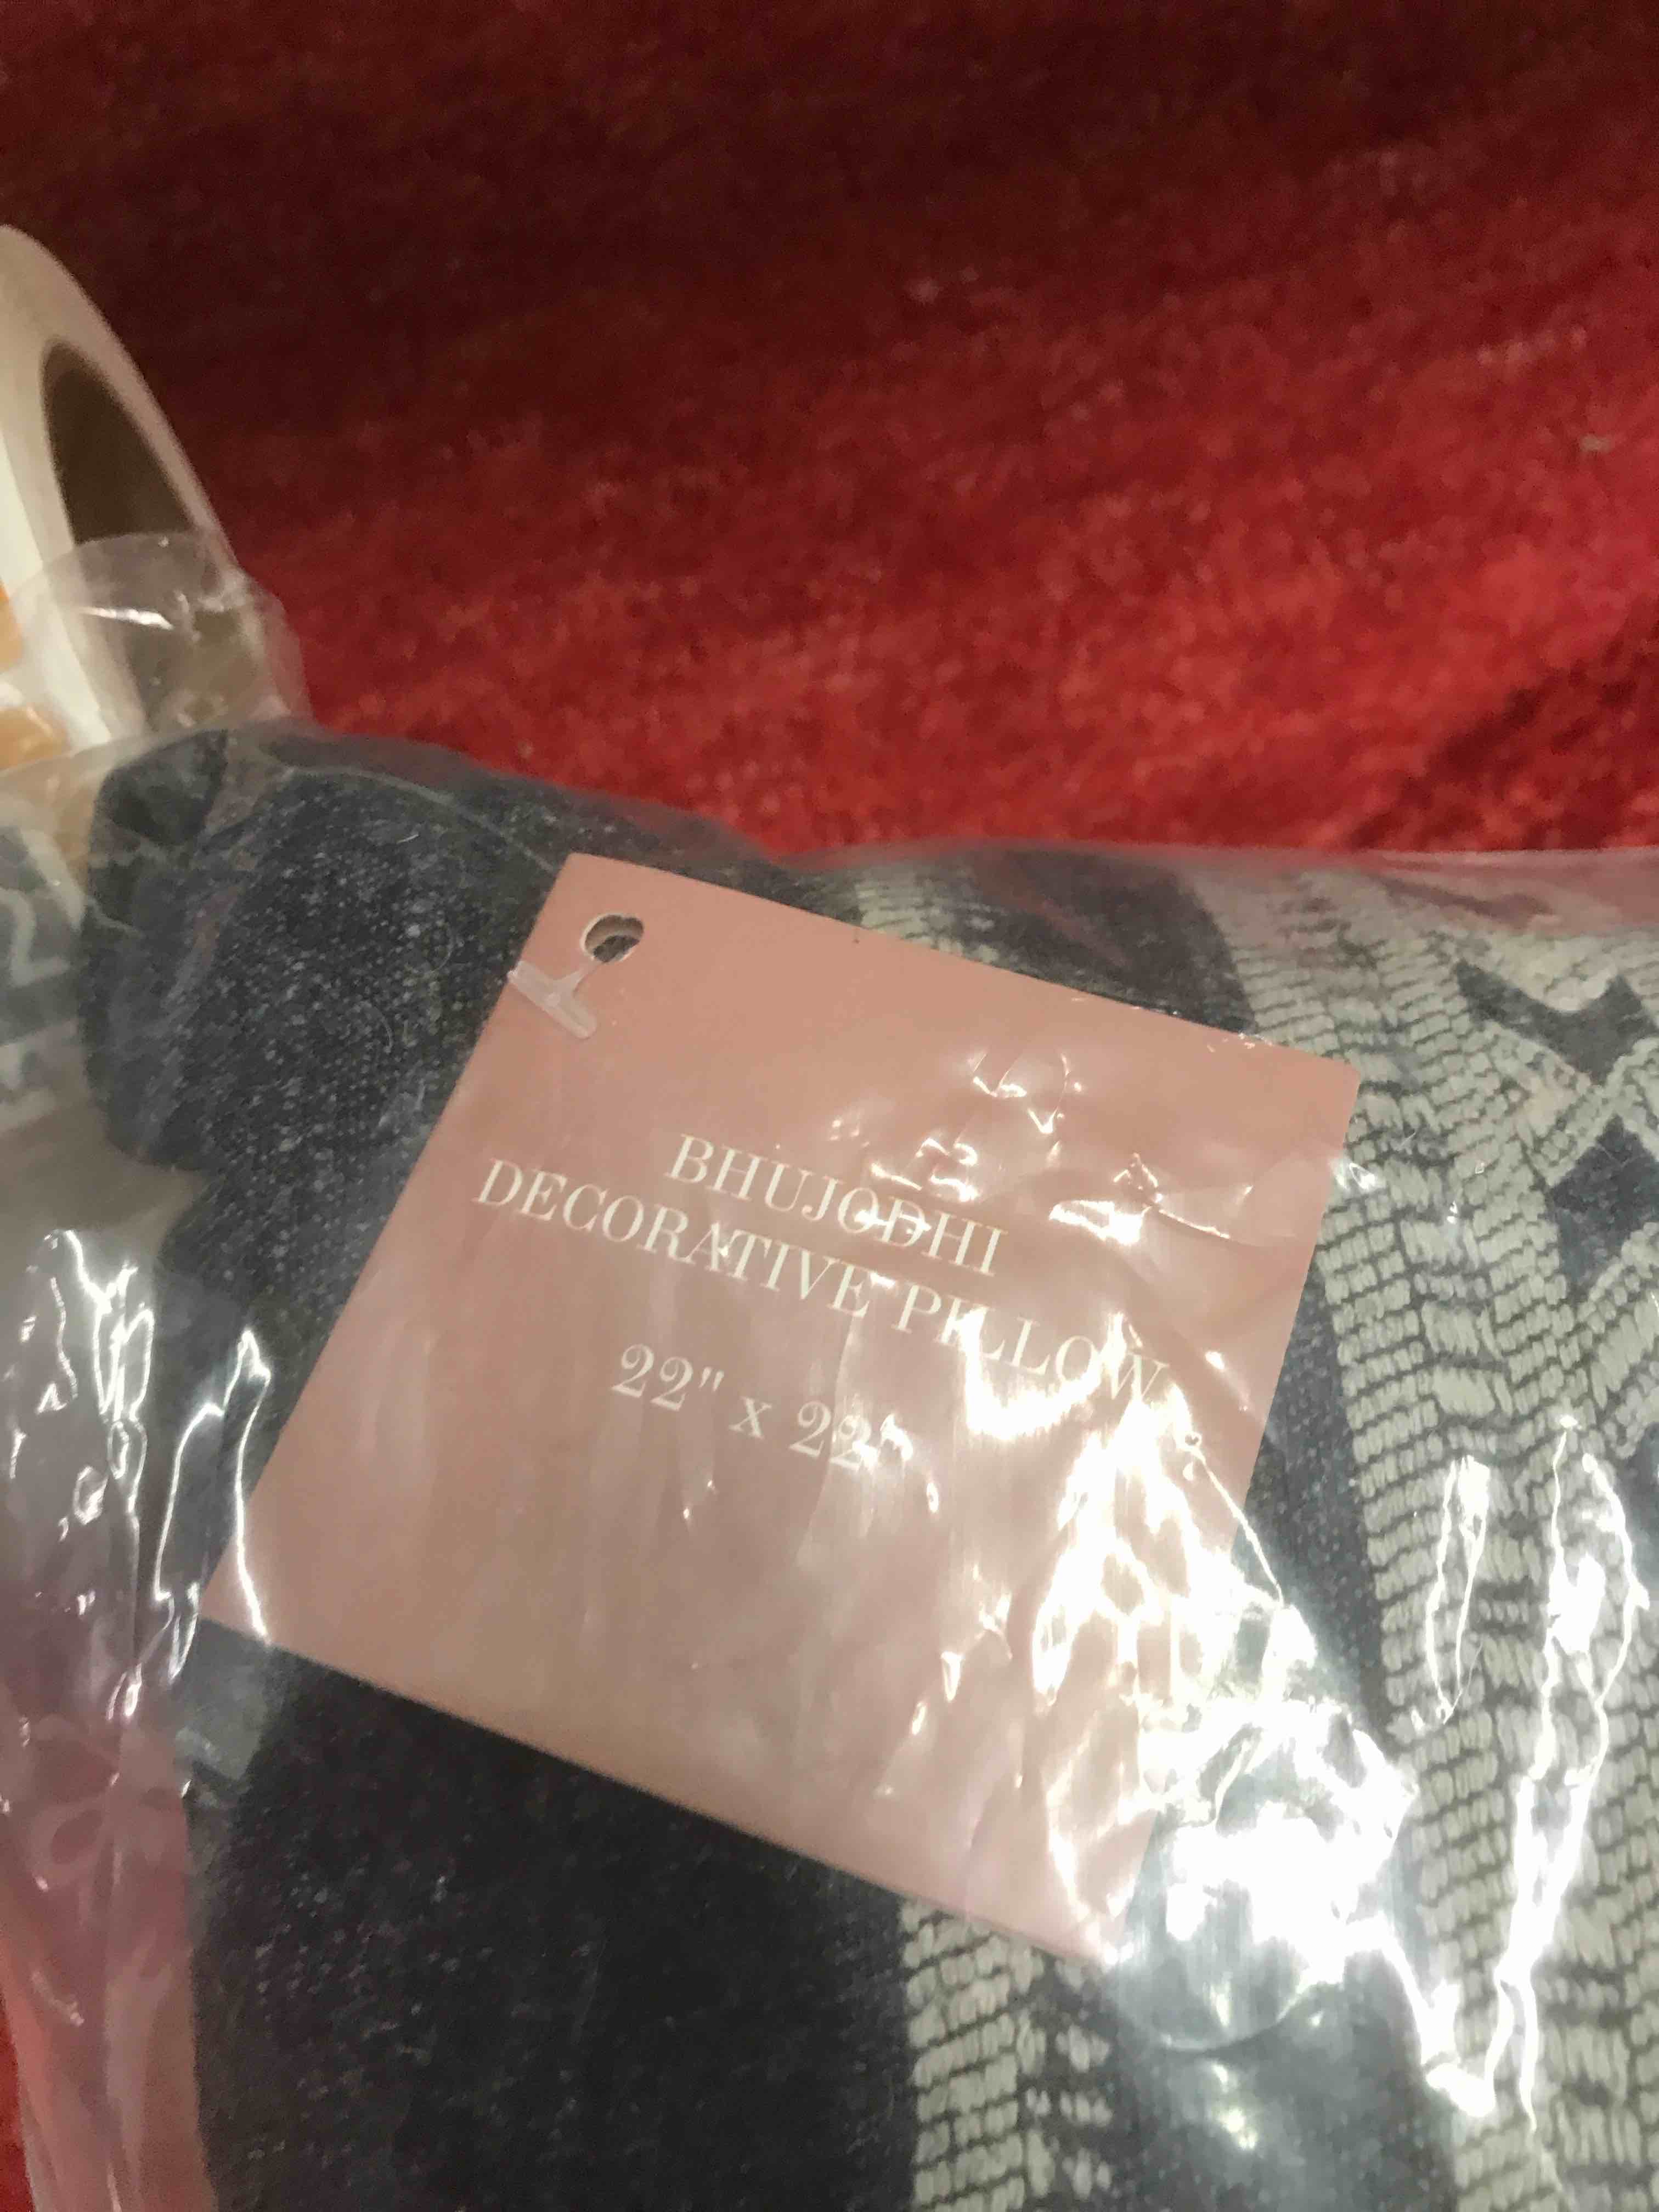 BHUJODHI
DECORATIVE PILLOW
22" x 22"